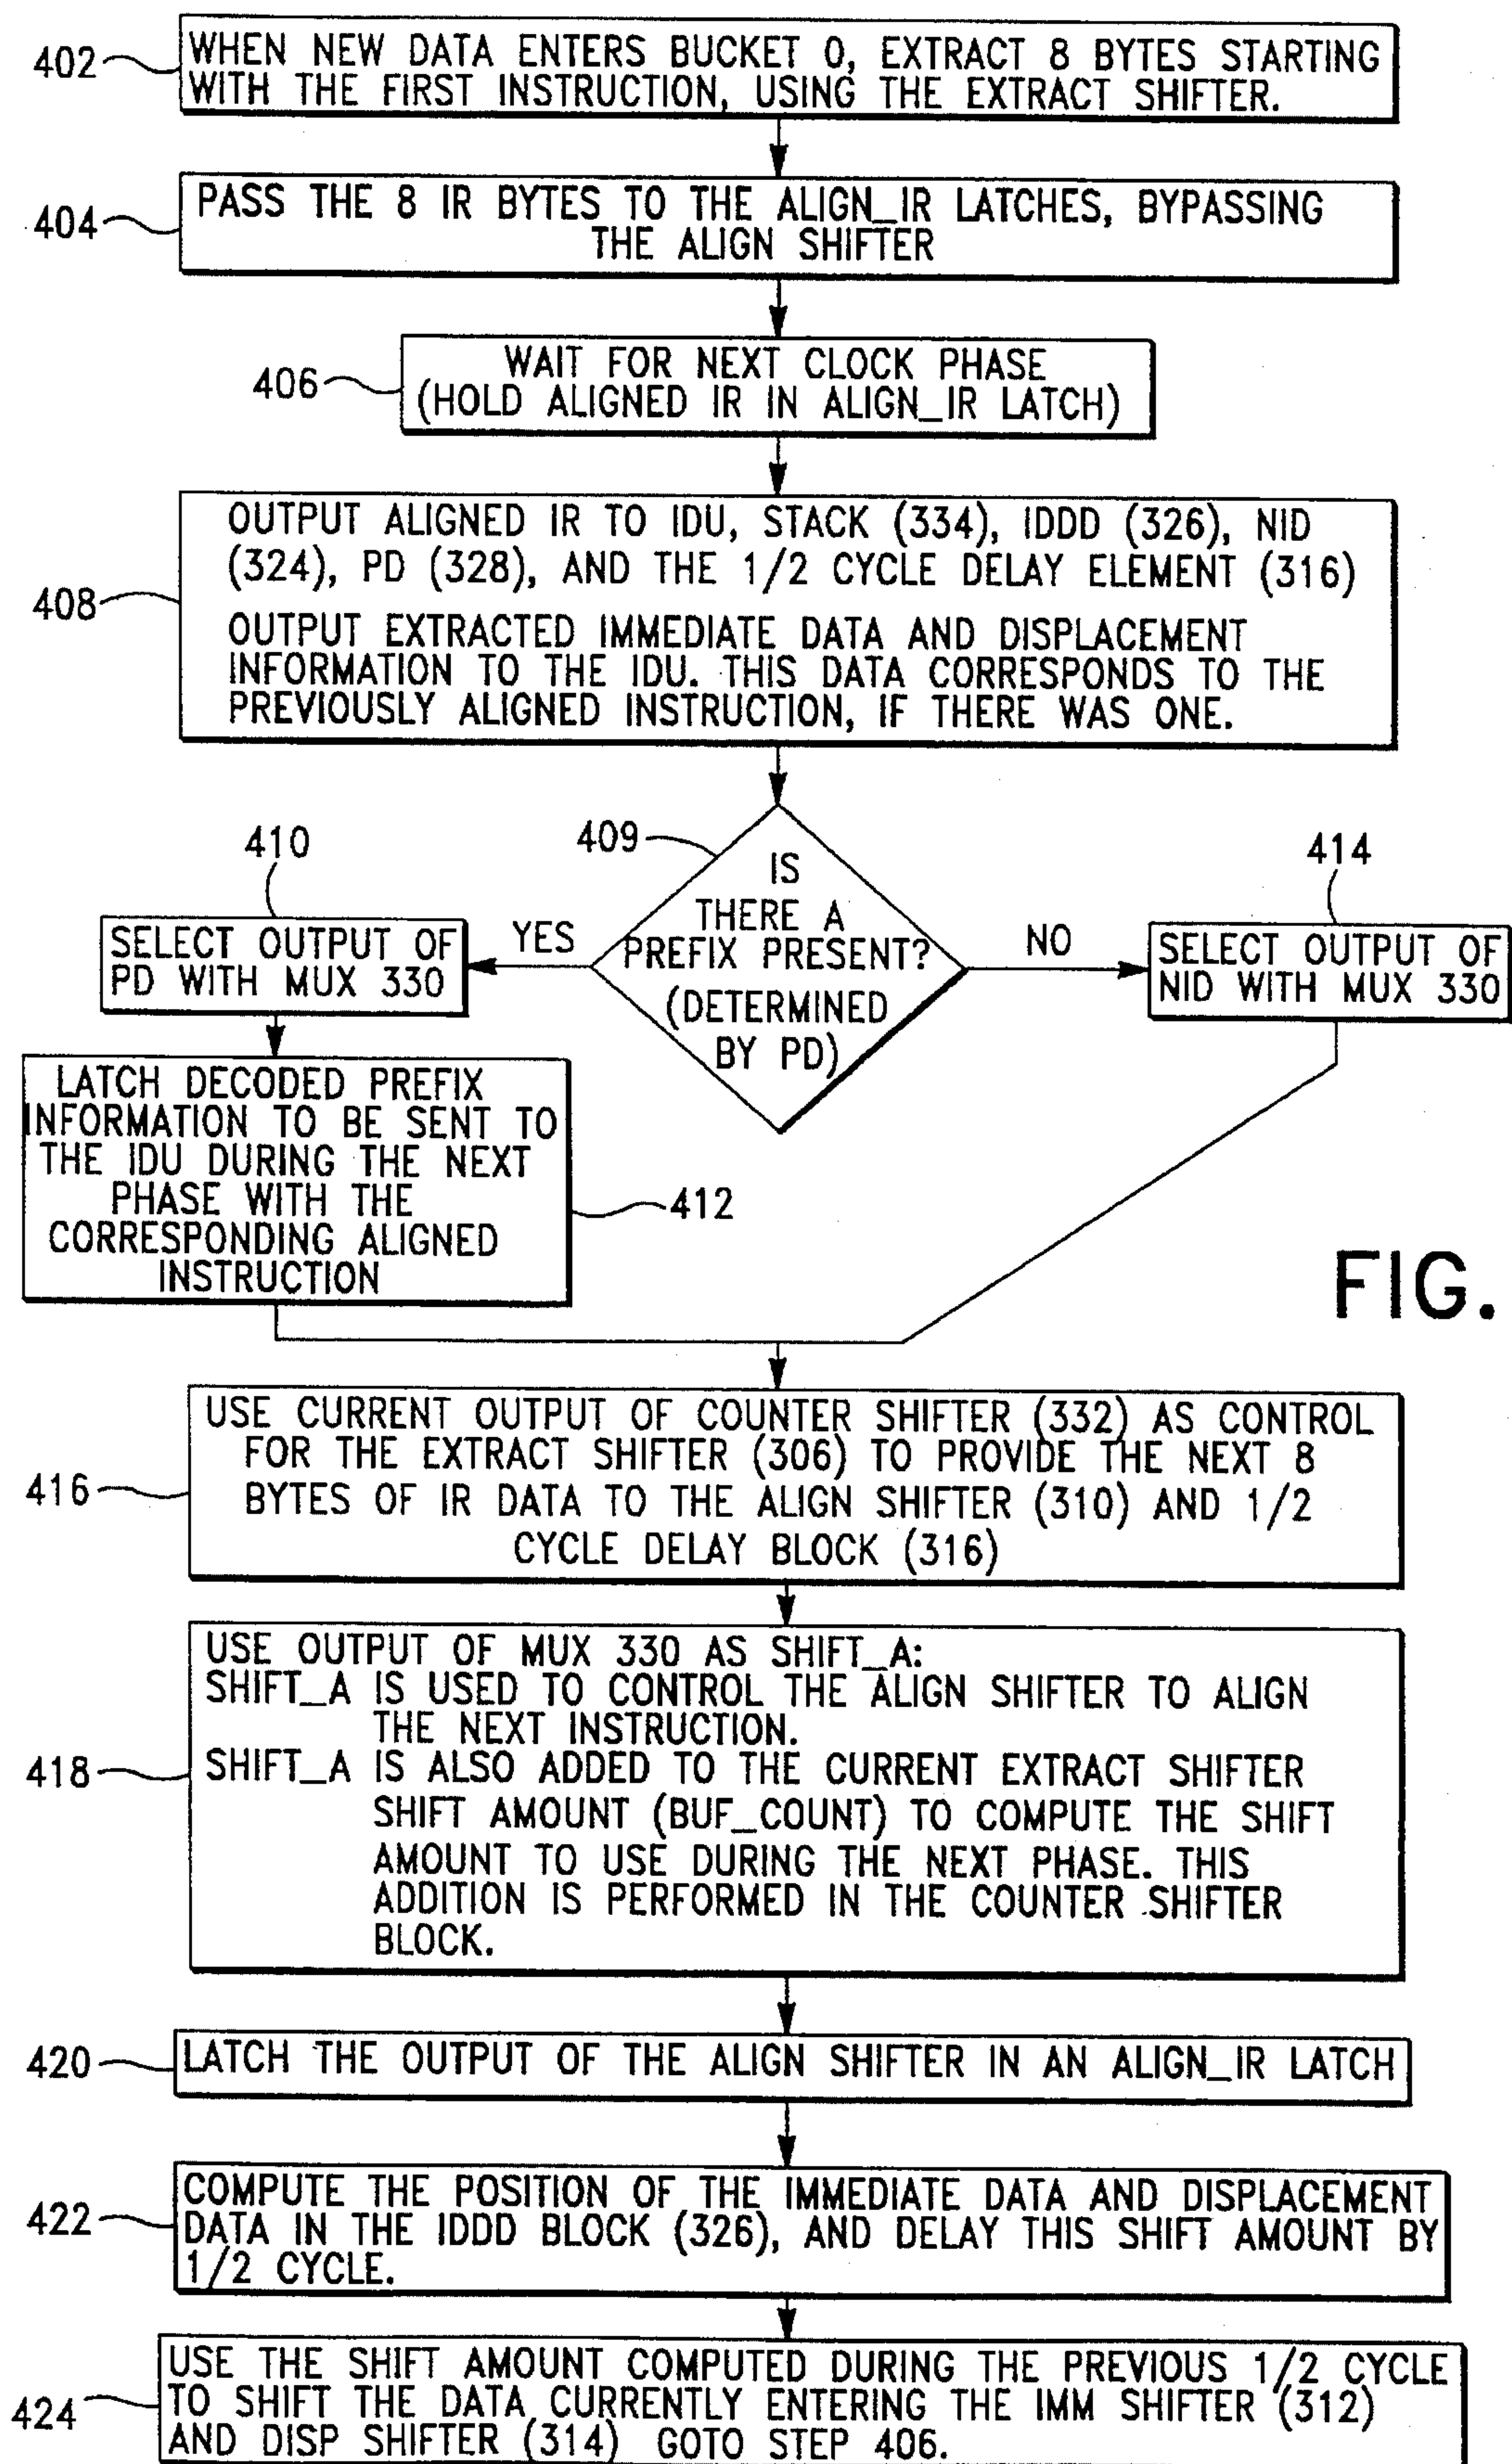 402
WHEN NEW DATA ENTERS BUCKET 0, EXTRACT 8 BYTES STARTING
WITH THE FIRST INSTRUCTION, USING THE EXTRACT SHIFTER.
404
PASS THE 8 IR BYTES TO THE ALIGN_IR LATCHES, BYPASSING
THE ALIGN SHIFTER
406
WAIT FOR NEXT CLOCK PHASE
(HOLD ALIGNED IR IN ALIGN_IR LATCH)
408
OUTPUT ALIGNED IR TO IDU, STACK (334), IDDD (326), NID
(324), PD (328), AND THE 1/2 CYCLE DELAY ELEMENT (316)
OUTPUT EXTRACTED IMMEDIATE DATA AND DISPLACEMENT
INFORMATION TO THE IDU. THIS DATA CORRESPONDS TO THE
PREVIOUSLY ALIGNED INSTRUCTION, IF THERE WAS ONE.
409
IS
THERE A
PREFIX PRESENT?
(DETERMINED
BY PD)
YES
NO
410
SELECT OUTPUT OF
PD WITH MUX 330
414
SELECT OUTPUT OF
NID WITH MUX 330
LATCH DECODED PREFIX
INFORMATION TO BE SENT TO
THE IDU DURING THE NEXT
PHASE WITH THE
CORRESPONDING ALIGNED
INSTRUCTION
412
FIG.
416
USE CURRENT OUTPUT OF COUNTER SHIFTER (332) AS CONTROL
FOR THE EXTRACT SHIFTER (306) TO PROVIDE THE NEXT 8
BYTES OF IR DATA TO THE ALIGN SHIFTER (310) AND 1/2
CYCLE DELAY BLOCK (316)
418
USE OUTPUT OF MUX 330 AS SHIFT_A:
SHIFT_A IS USED TO CONTROL THE ALIGN SHIFTER TO ALIGN
THE NEXT INSTRUCTION.
SHIFT_A IS ALSO ADDED TO THE CURRENT EXTRACT SHIFTER
SHIFT AMOUNT (BUF_COUNT) TO COMPUTE THE SHIFT
AMOUNT TO USE DURING THE NEXT PHASE. THIS
ADDITION IS PERFORMED IN THE COUNTER SHIFTER
BLOCK.
420
LATCH THE OUTPUT OF THE ALIGN SHIFTER IN AN ALIGN_IR LATCH
422
COMPUTE THE POSITION OF THE IMMEDIATE DATA AND DISPLACEMENT
DATA IN THE IDDD BLOCK (326), AND DELAY THIS SHIFT AMOUNT BY
1/2 CYCLE.
424
USE THE SHIFT AMOUNT COMPUTED DURING THE PREVIOUS 1/2 CYCLE
TO SHIFT THE DATA CURRENTLY ENTERING THE IMM SHIFTER (312)
AND DISP SHIFTER (314) GOTO STEP 406.